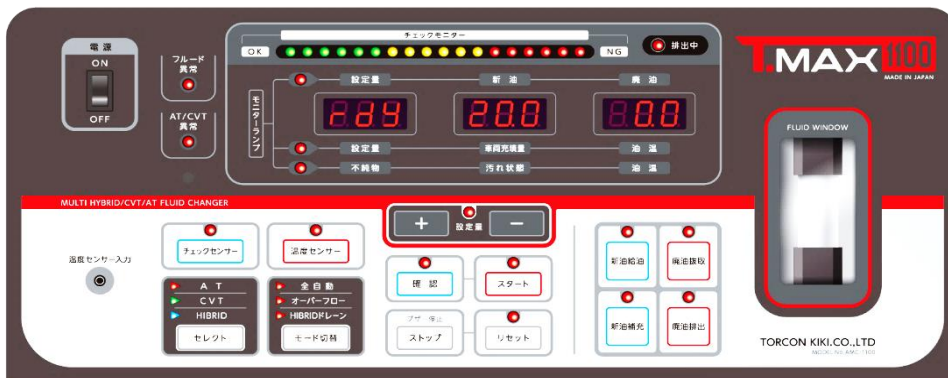 チェックモニター
OK
NG
排出中
電源
ON
OFF
フルード
異常
AT/CVT
異常
モニターランプ
設定量 新油 廃油
rdy 20.0 0.0
設定量 車両充填量 油温
不純物 汚れ状態 油温
T.MAX 1100
MADE IN JAPAN
FLUID WINDOW
MULTI HYBRID/CVT/AT FLUID CHANGER
温度センサー入力
チェックセンサー
温度センサー
+ 設定量 −
AT
CVT
HIBRID
セレクト
全自動
オーバーフロー
HIBRIDドレーン
モード切替
確認
スタート
ブザー停止
ストップ
リセット
新油給油
廃油抜取
新油補充
廃油排出
TORCON KIKI.CO.,LTD